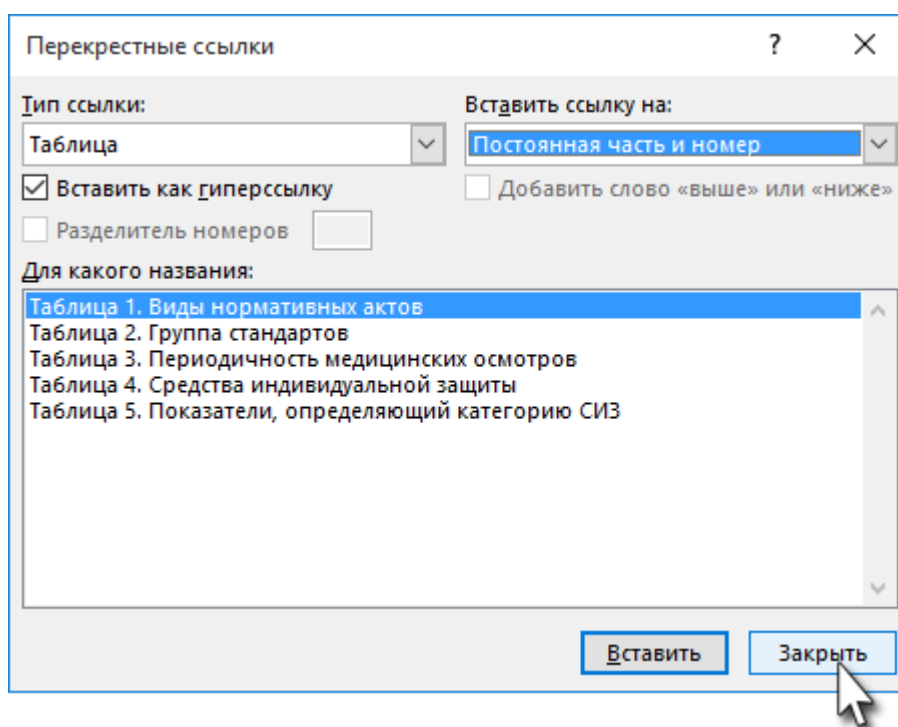 Перекрестные ссылки
?
Тип ссылки:
Вставить ссылку на:
Таблица
Постоянная часть и номер
Вставить как гиперссылку
Добавить слово «выше» или «ниже»
Разделитель номеров
Для какого названия:
Таблица 1. Виды нормативных актов
Таблица 2. Группа стандартов
Таблица 3. Периодичность медицинских осмотров
Таблица 4. Средства индивидуальной защиты
Таблица 5. Показатели, определяющий категорию СИЗ
Вставить
Закрыть